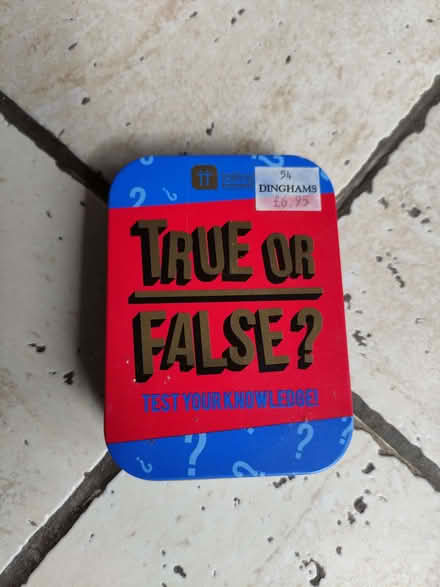 54
DINGHAMS
£6.95
TRUE OR
FALSE?
TEST YOUR KNOWLEDGE!